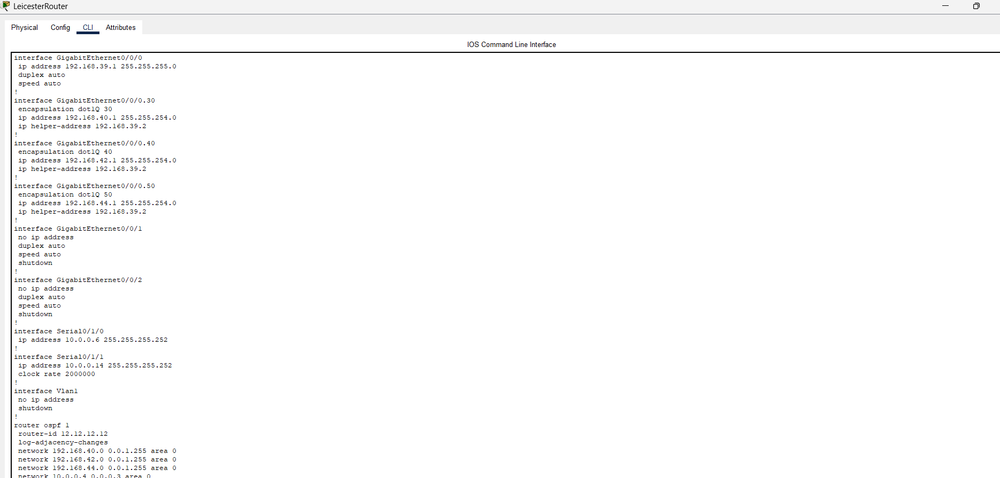 LeicesterRouter
Physical Config CLI Attributes
IOS Command Line Interface
interface GigabitEthernet0/0/0
ip address 192.168.39.1 255.255.255.0
duplex auto
speed auto
!
interface GigabitEthernet0/0/0.30
encapsulation dot1Q 30
ip address 192.168.40.1 255.255.254.0
ip helper-address 192.168.39.2
!
interface GigabitEthernet0/0/0.40
encapsulation dot1Q 40
ip address 192.168.42.1 255.255.254.0
ip helper-address 192.168.39.2
!
interface GigabitEthernet0/0/0.50
encapsulation dot1Q 50
ip address 192.168.44.1 255.255.254.0
ip helper-address 192.168.39.2
!
interface GigabitEthernet0/0/1
no ip address
duplex auto
speed auto
shutdown
!
interface GigabitEthernet0/0/2
no ip address
duplex auto
speed auto
shutdown
!
interface Serial0/1/0
ip address 10.0.0.6 255.255.255.252
!
interface Serial0/1/1
ip address 10.0.0.14 255.255.255.252
clock rate 2000000
!
interface Vlan1
no ip address
shutdown
!
router ospf 1
router-id 12.12.12.12
log-adjacency-changes
network 192.168.40.0 0.0.1.255 area 0
network 192.168.42.0 0.0.1.255 area 0
network 192.168.44.0 0.0.1.255 area 0
network 10.0.0.4 0.0.0.3 area 0